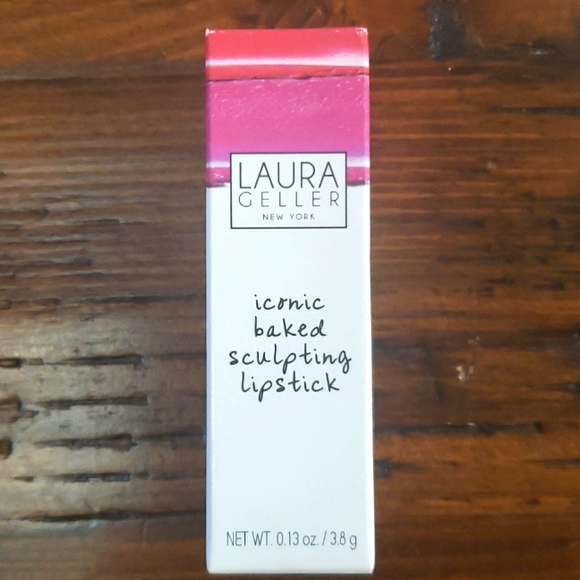 LAURA
GELLER
NEW YORK
iconic
baked
sculpting
lipstick
NET WT. 0.13 oz. / 3.8 g